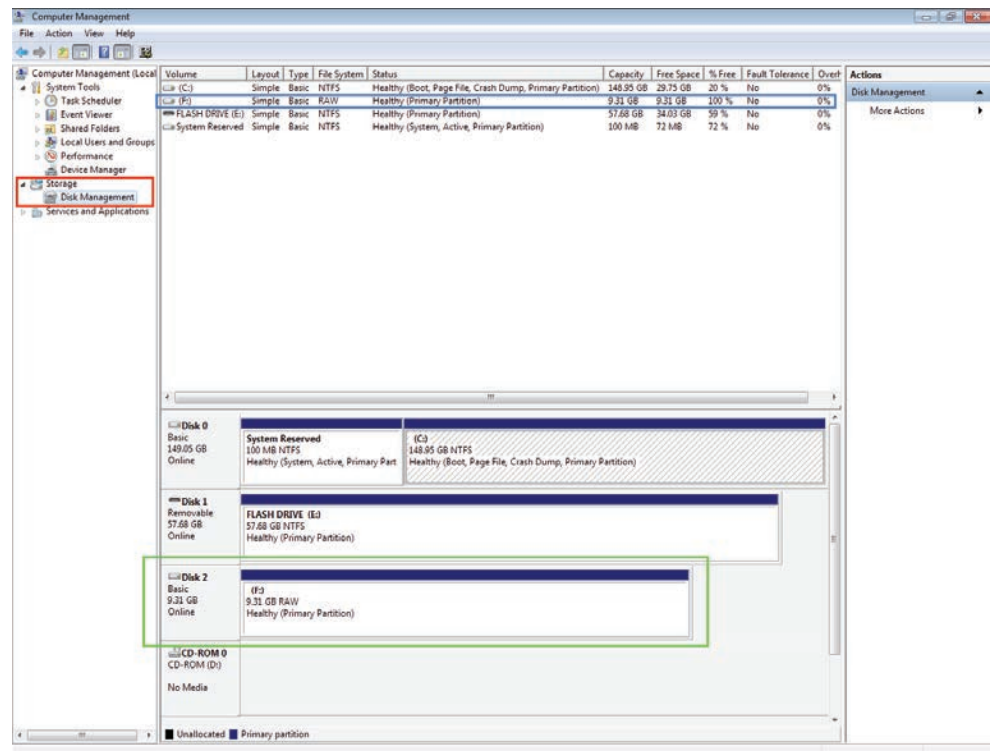 Computer Management
File Action View Help
Computer Management (Local
System Tools
Task Scheduler
Event Viewer
Shared Folders
Local Users and Groups
Performance
Device Manager
Storage
Disk Management
Services and Applications
Volume Layout Type File System Status Capacity Free Space % Free Fault Tolerance Overh
(C:) Simple Basic NTFS Healthy (Boot, Page File, Crash Dump, Primary Partition) 148.95 GB 29.75 GB 20 % No 0%
(F:) Simple Basic RAW Healthy (Primary Partition) 9.31 GB 9.31 GB 100 % No 0%
FLASH DRIVE (E:) Simple Basic NTFS Healthy (Primary Partition) 57.68 GB 34.03 GB 59 % No 0%
System Reserved Simple Basic NTFS Healthy (System, Active, Primary Partition) 100 MB 72 MB 72 % No 0%
Actions
Disk Management
More Actions
Disk 0
Basic
149.05 GB
Online
System Reserved
100 MB NTFS
Healthy (System, Active, Primary Part
(C:)
148.95 GB NTFS
Healthy (Boot, Page File, Crash Dump, Primary Partition)
Disk 1
Removable
57.68 GB
Online
FLASH DRIVE (E:)
57.68 GB NTFS
Healthy (Primary Partition)
Disk 2
Basic
9.31 GB
Online
(F:)
9.31 GB RAW
Healthy (Primary Partition)
CD-ROM 0
CD-ROM (D:)
No Media
Unallocated Primary partition